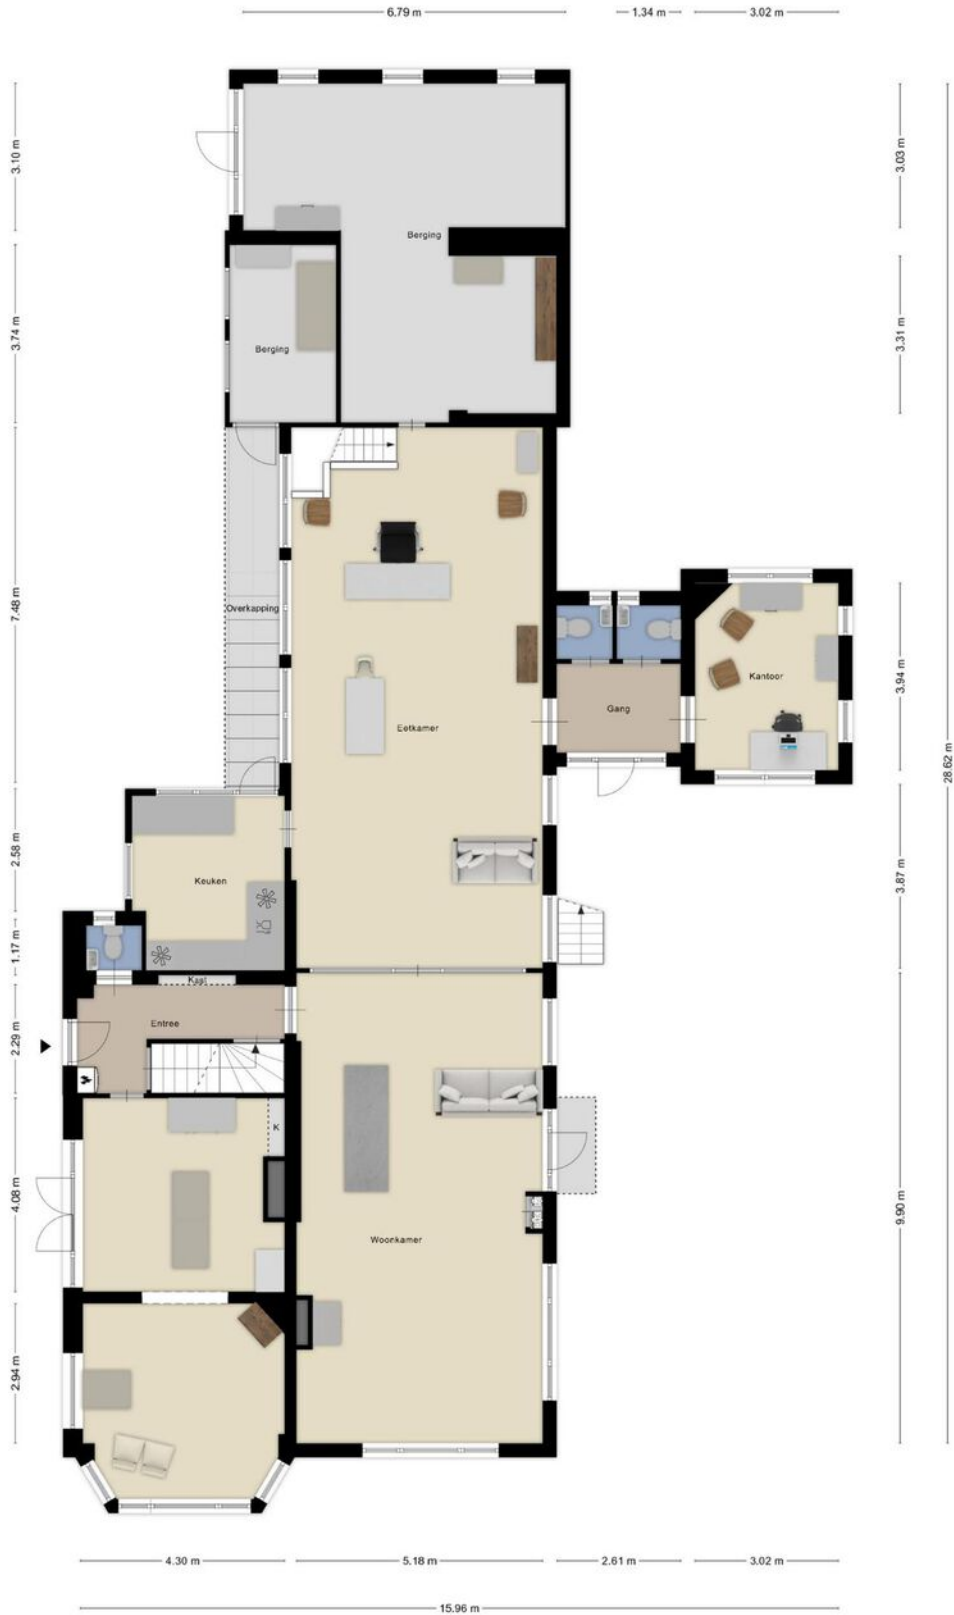 6.79 m
1.34 m
3.02 m
3.10 m
3.03 m
Berging
3.74 m
3.31 m
Berging
7.48 m
Overkapping
Eetkamer
Gang
Kantoor
3.94 m
28.62 m
2.58 m
Keuken
3.87 m
1.17 m
Kast
Entree
2.29 m
K
4.08 m
Woonkamer
9.90 m
2.94 m
4.30 m
5.18 m
2.61 m
3.02 m
15.96 m